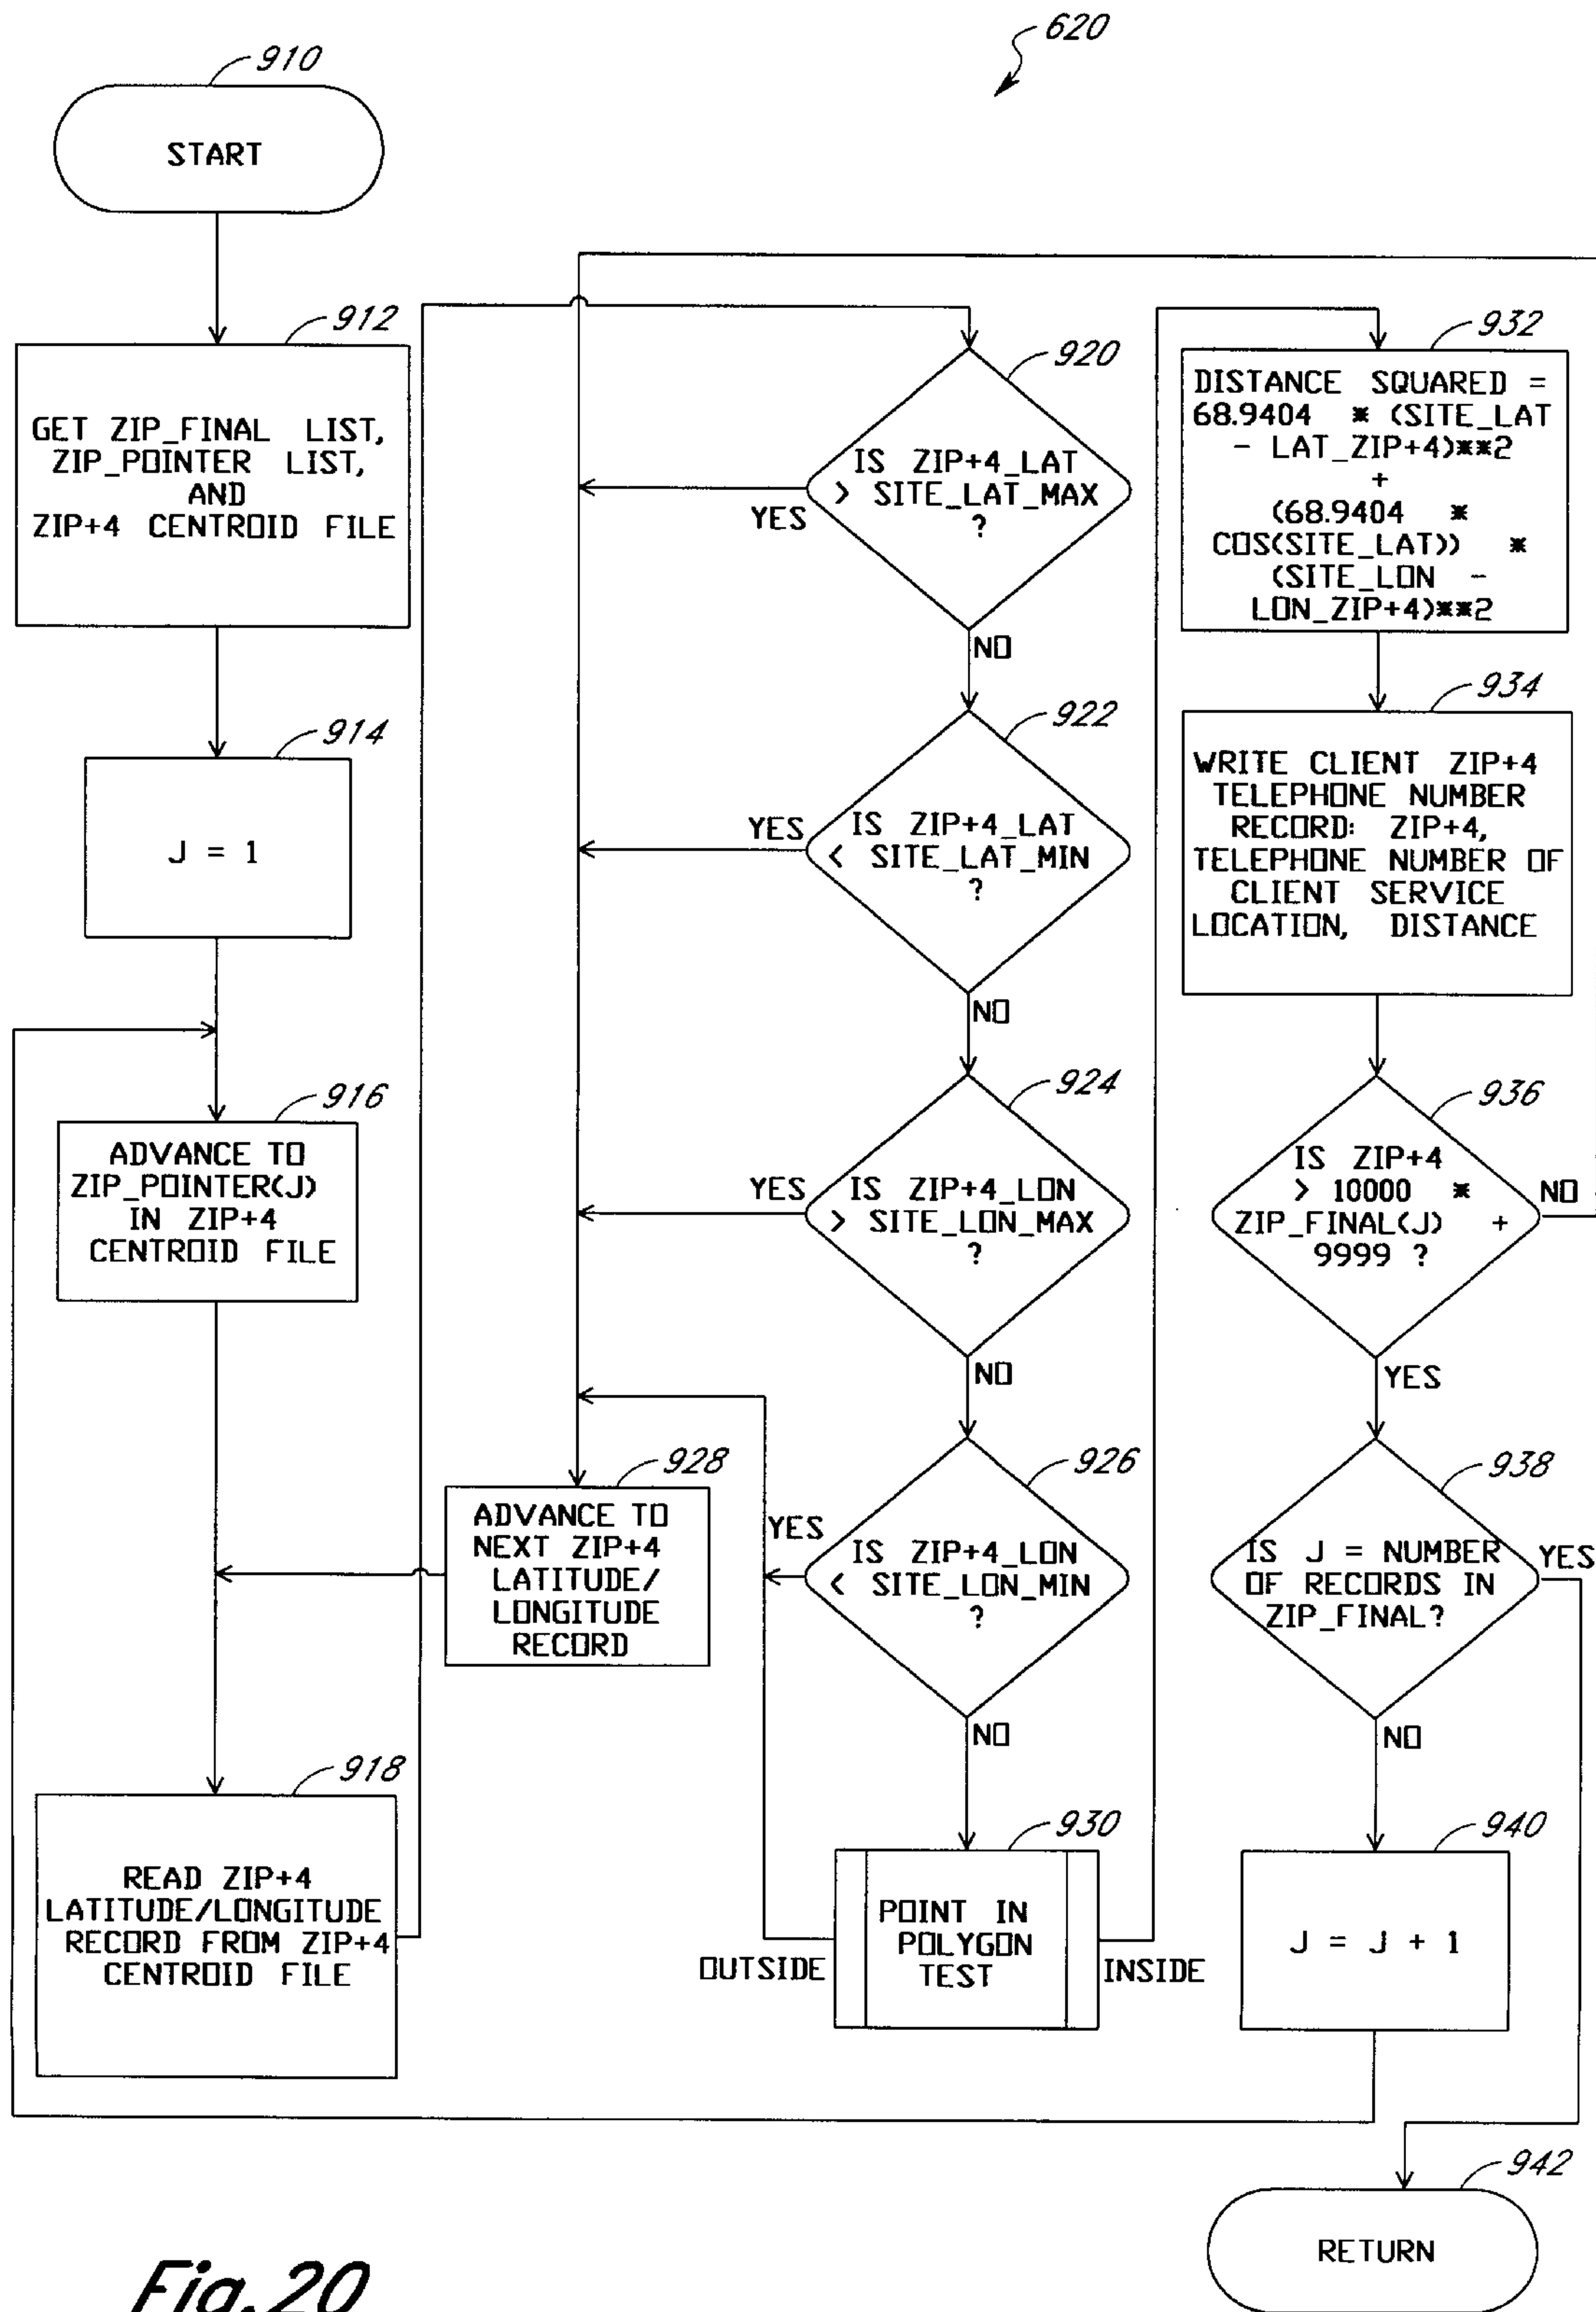 620
910
START
912
GET ZIP_FINAL LIST,
ZIP_POINTER LIST,
AND
ZIP+4 CENTROID FILE
914
J = 1
916
ADVANCE TO
ZIP_POINTER(J)
IN ZIP+4
CENTROID FILE
918
READ ZIP+4
LATITUDE/LONGITUDE
RECORD FROM ZIP+4
CENTROID FILE
920
IS ZIP+4_LAT
> SITE_LAT_MAX
?
YES
NO
922
IS ZIP+4_LAT
< SITE_LAT_MIN
?
YES
NO
924
IS ZIP+4_LON
> SITE_LON_MAX
?
YES
NO
926
IS ZIP+4_LON
< SITE_LON_MIN
?
YES
NO
928
ADVANCE TO
NEXT ZIP+4
LATITUDE/
LONGITUDE
RECORD
930
POINT IN
POLYGON
TEST
OUTSIDE
INSIDE
932
DISTANCE SQUARED =
68.9404 * (SITE_LAT
- LAT_ZIP+4)**2
+
(68.9404 *
COS(SITE_LAT)) *
(SITE_LON -
LON_ZIP+4)**2
934
WRITE CLIENT ZIP+4
TELEPHONE NUMBER
RECORD: ZIP+4,
TELEPHONE NUMBER OF
CLIENT SERVICE
LOCATION, DISTANCE
936
IS ZIP+4
> 10000 *
ZIP_FINAL(J) +
9999 ?
NO
YES
938
IS J = NUMBER
OF RECORDS IN
ZIP_FINAL?
YES
NO
940
J = J + 1
942
RETURN
Fig.20